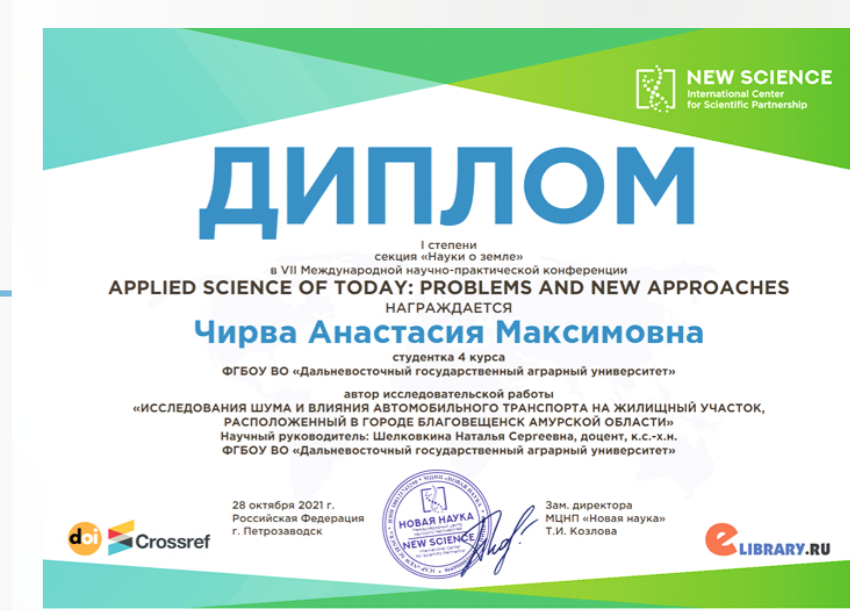 NEW SCIENCE
International Center
for Scientific Partnership
ДИПЛОМ
I степени
секция «Науки о земле»
в VII Международной научно-практической конференции
APPLIED SCIENCE OF TODAY: PROBLEMS AND NEW APPROACHES
НАГРАЖДАЕТСЯ
Чирва Анастасия Максимовна
студентка 4 курса
ФГБОУ ВО «Дальневосточный государственный аграрный университет»
автор исследовательской работы
«ИССЛЕДОВАНИЯ ШУМА И ВЛИЯНИЯ АВТОМОБИЛЬНОГО ТРАНСПОРТА НА ЖИЛИЩНЫЙ УЧАСТОК,
РАСПОЛОЖЕННЫЙ В ГОРОДЕ БЛАГОВЕЩЕНСК АМУРСКОЙ ОБЛАСТИ»
Научный руководитель: Шелковкина Наталья Сергеевна, доцент, к.с.-х.н.
ФГБОУ ВО «Дальневосточный государственный аграрный университет»
28 октября 2021 г.
Российская Федерация
г. Петрозаводск
НОВАЯ НАУКА
NEW SCIENCE
Зам. директора
МЦНП «Новая наука»
Т.И. Козлова
doi
Crossref
eLIBRARY.RU